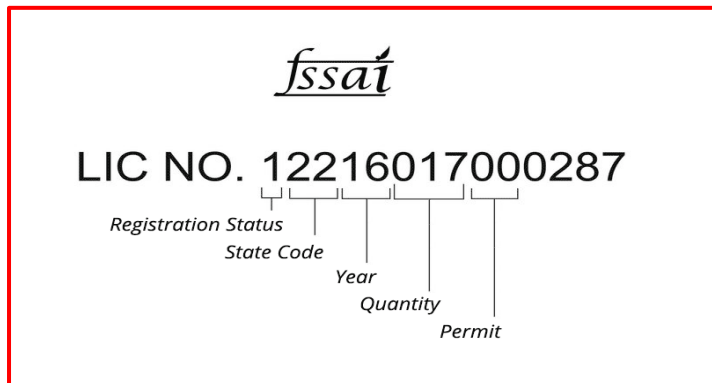 fssai
LIC NO. 12216017000287
Registration Status
State Code
Year
Quantity
Permit